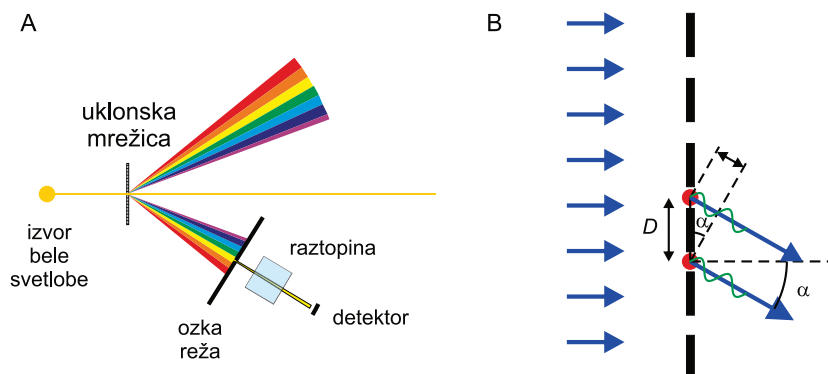 A
uklonska
mrežica
izvor
bele
svetlobe
raztopina
detektor
ozka
reža
B
D
α
α